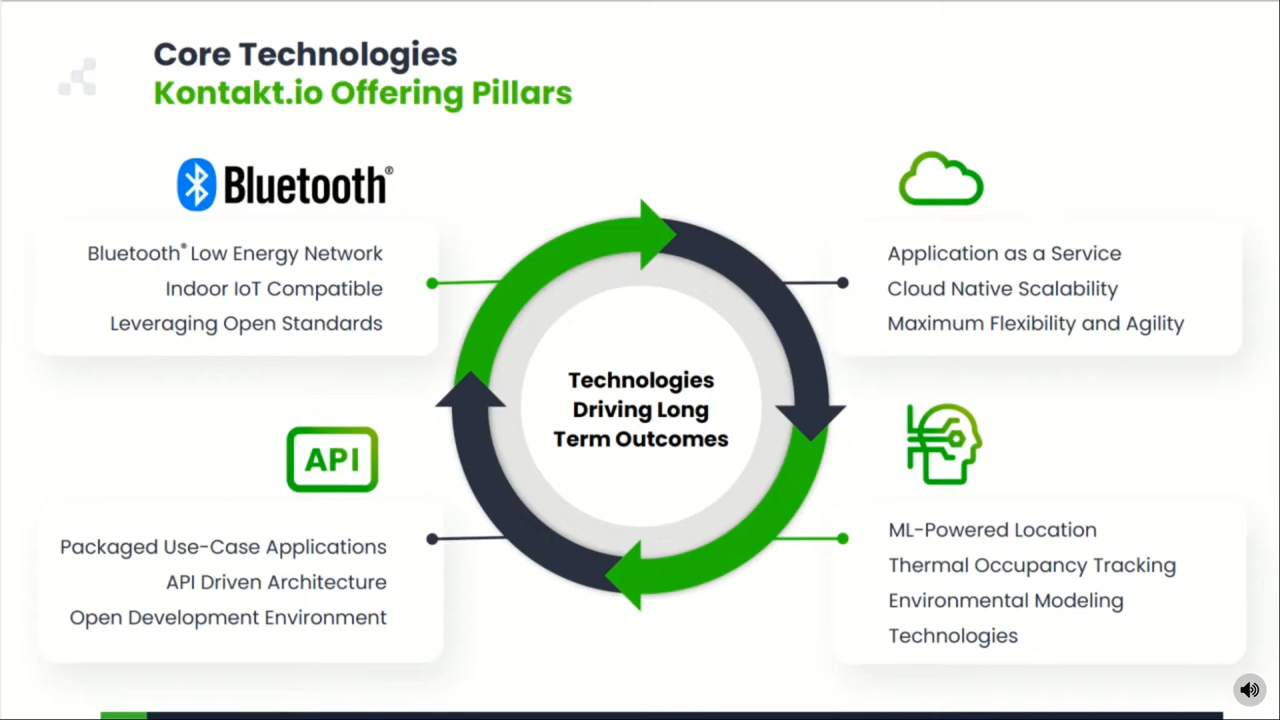 Core Technologies
Kontakt.io Offering Pillars
Bluetooth®
Bluetooth® Low Energy Network
Indoor IoT Compatible
Leveraging Open Standards
Application as a Service
Cloud Native Scalability
Maximum Flexibility and Agility
Technologies
Driving Long
Term Outcomes
API
Packaged Use-Case Applications
API Driven Architecture
Open Development Environment
ML-Powered Location
Thermal Occupancy Tracking
Environmental Modeling
Technologies